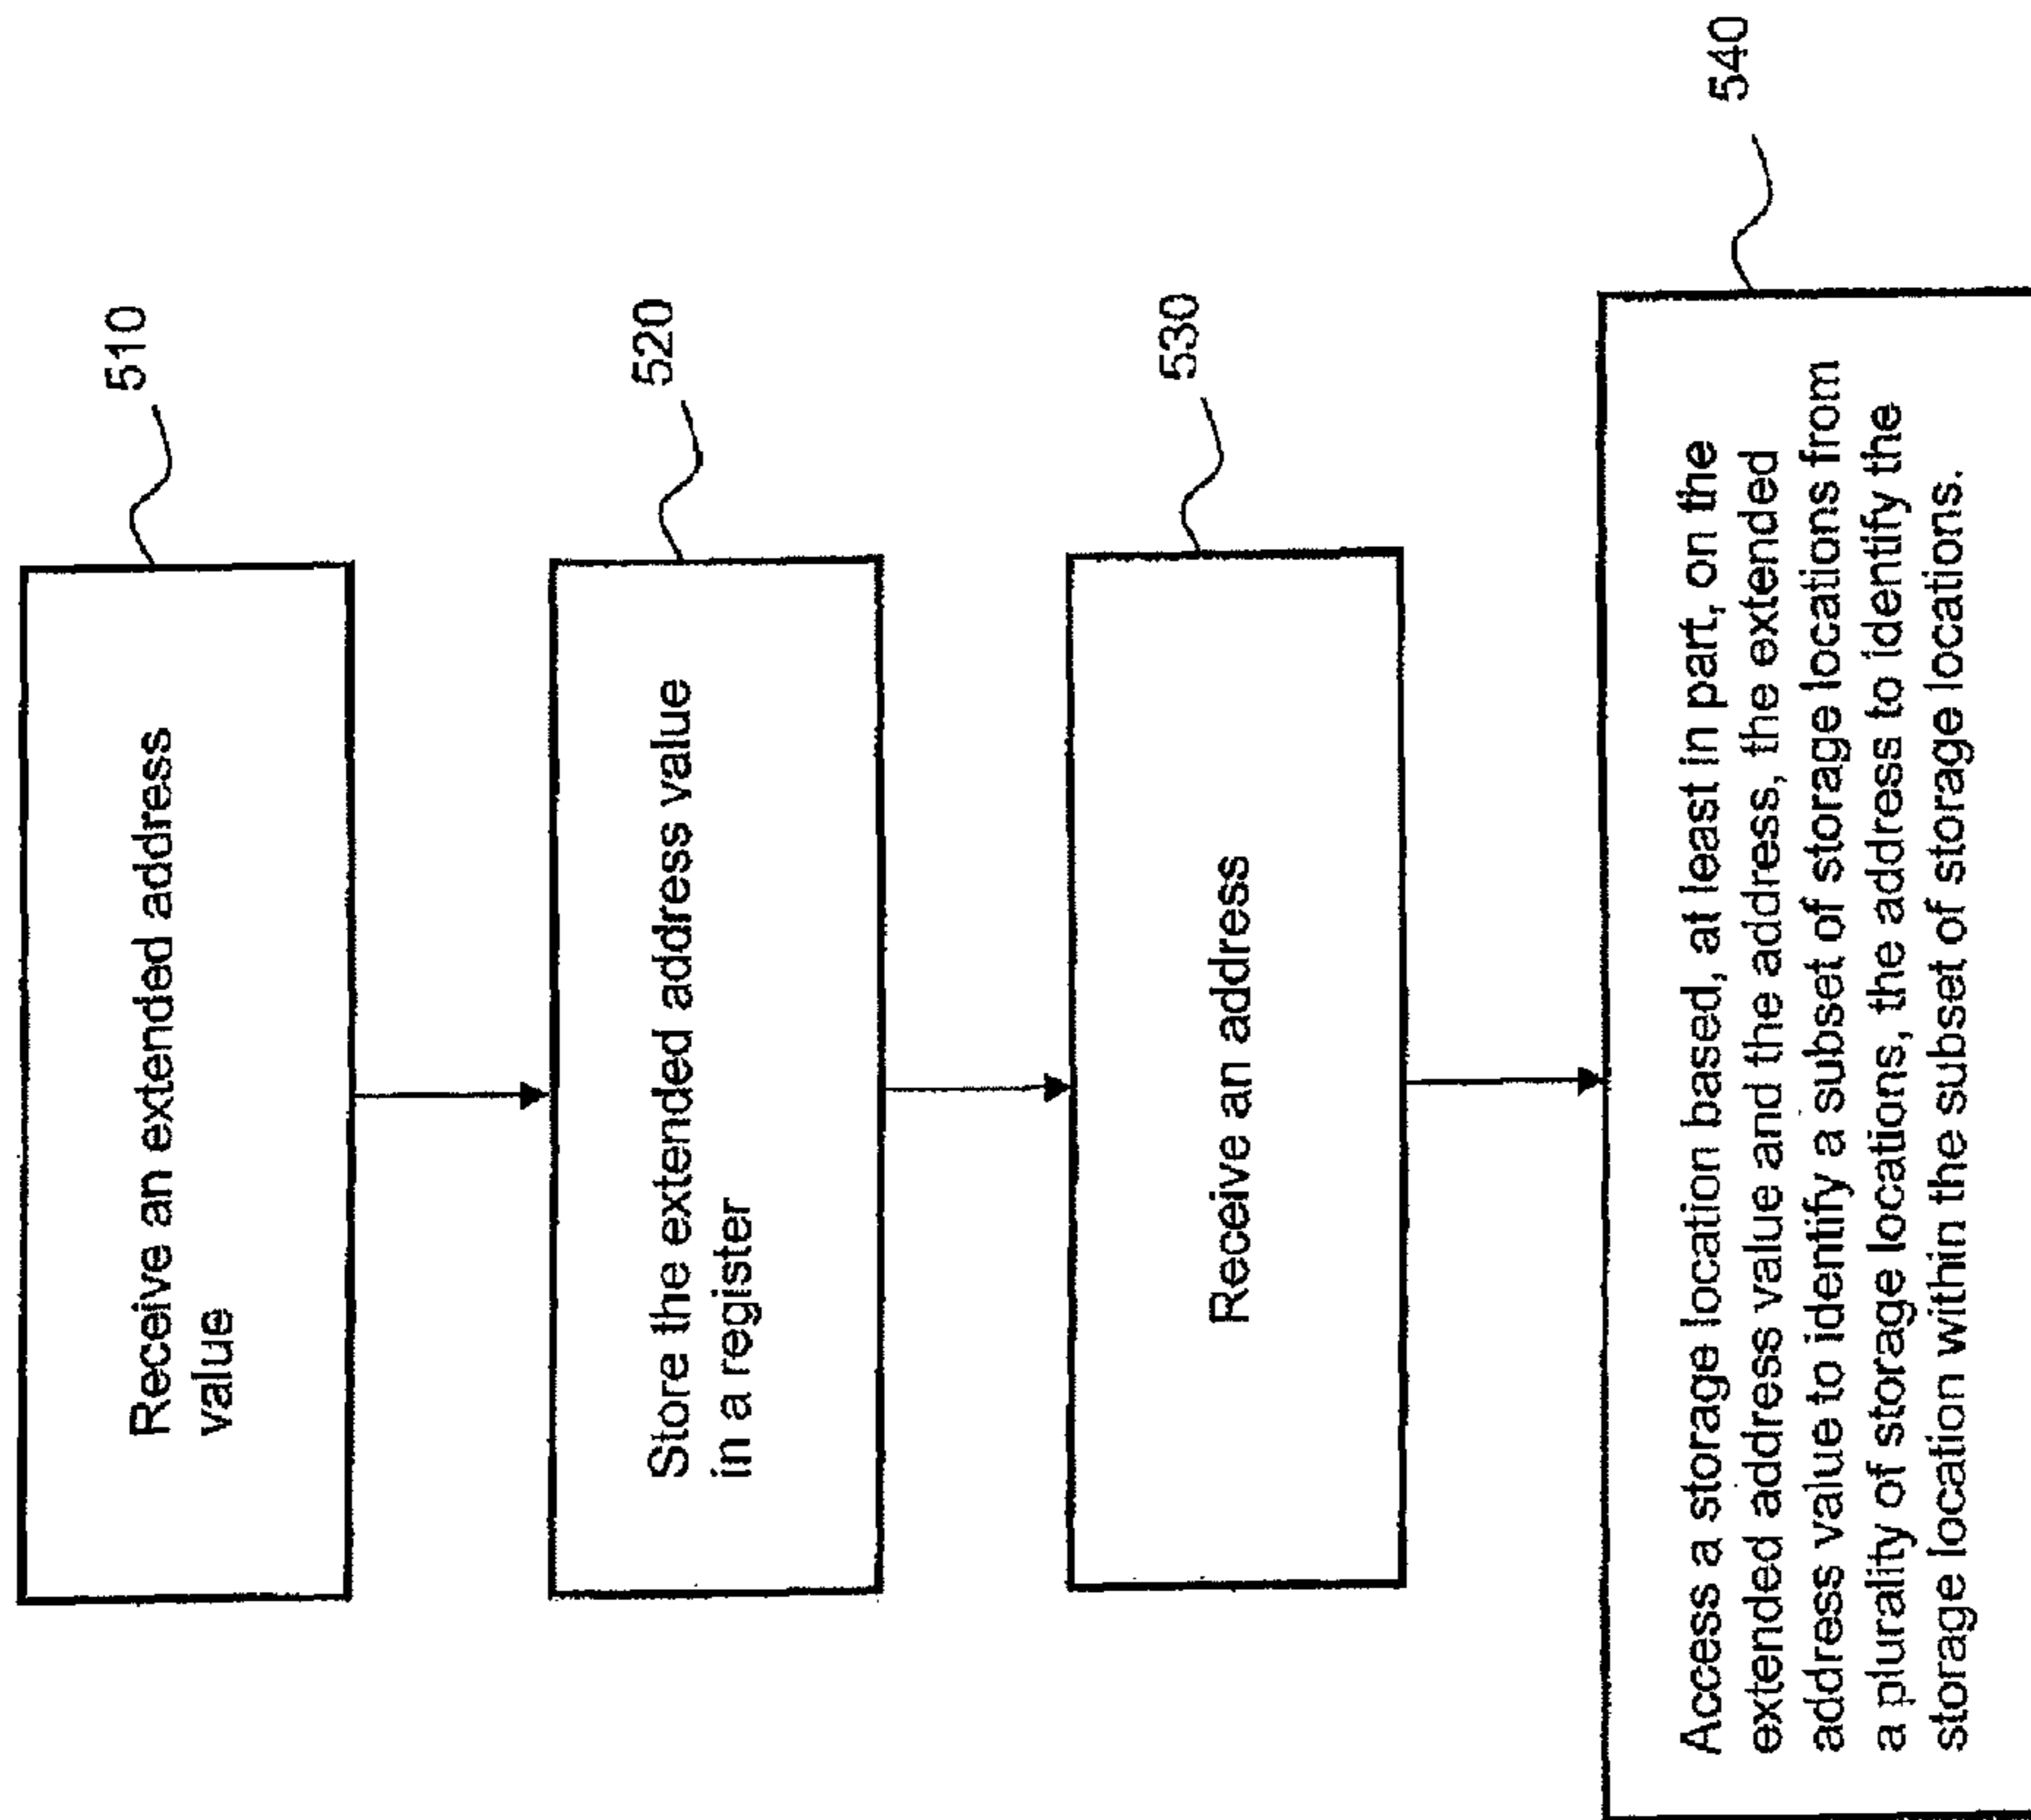 510
Receive an extended address
value
520
Store the extended address value
in a register
530
Receive an address
540
Access a storage location based, at least in part, on the
extended address value and the address, the extended
address value to identify a subset of storage locations from
a plurality of storage locations, the address to identify the
storage location within the subset of storage locations.